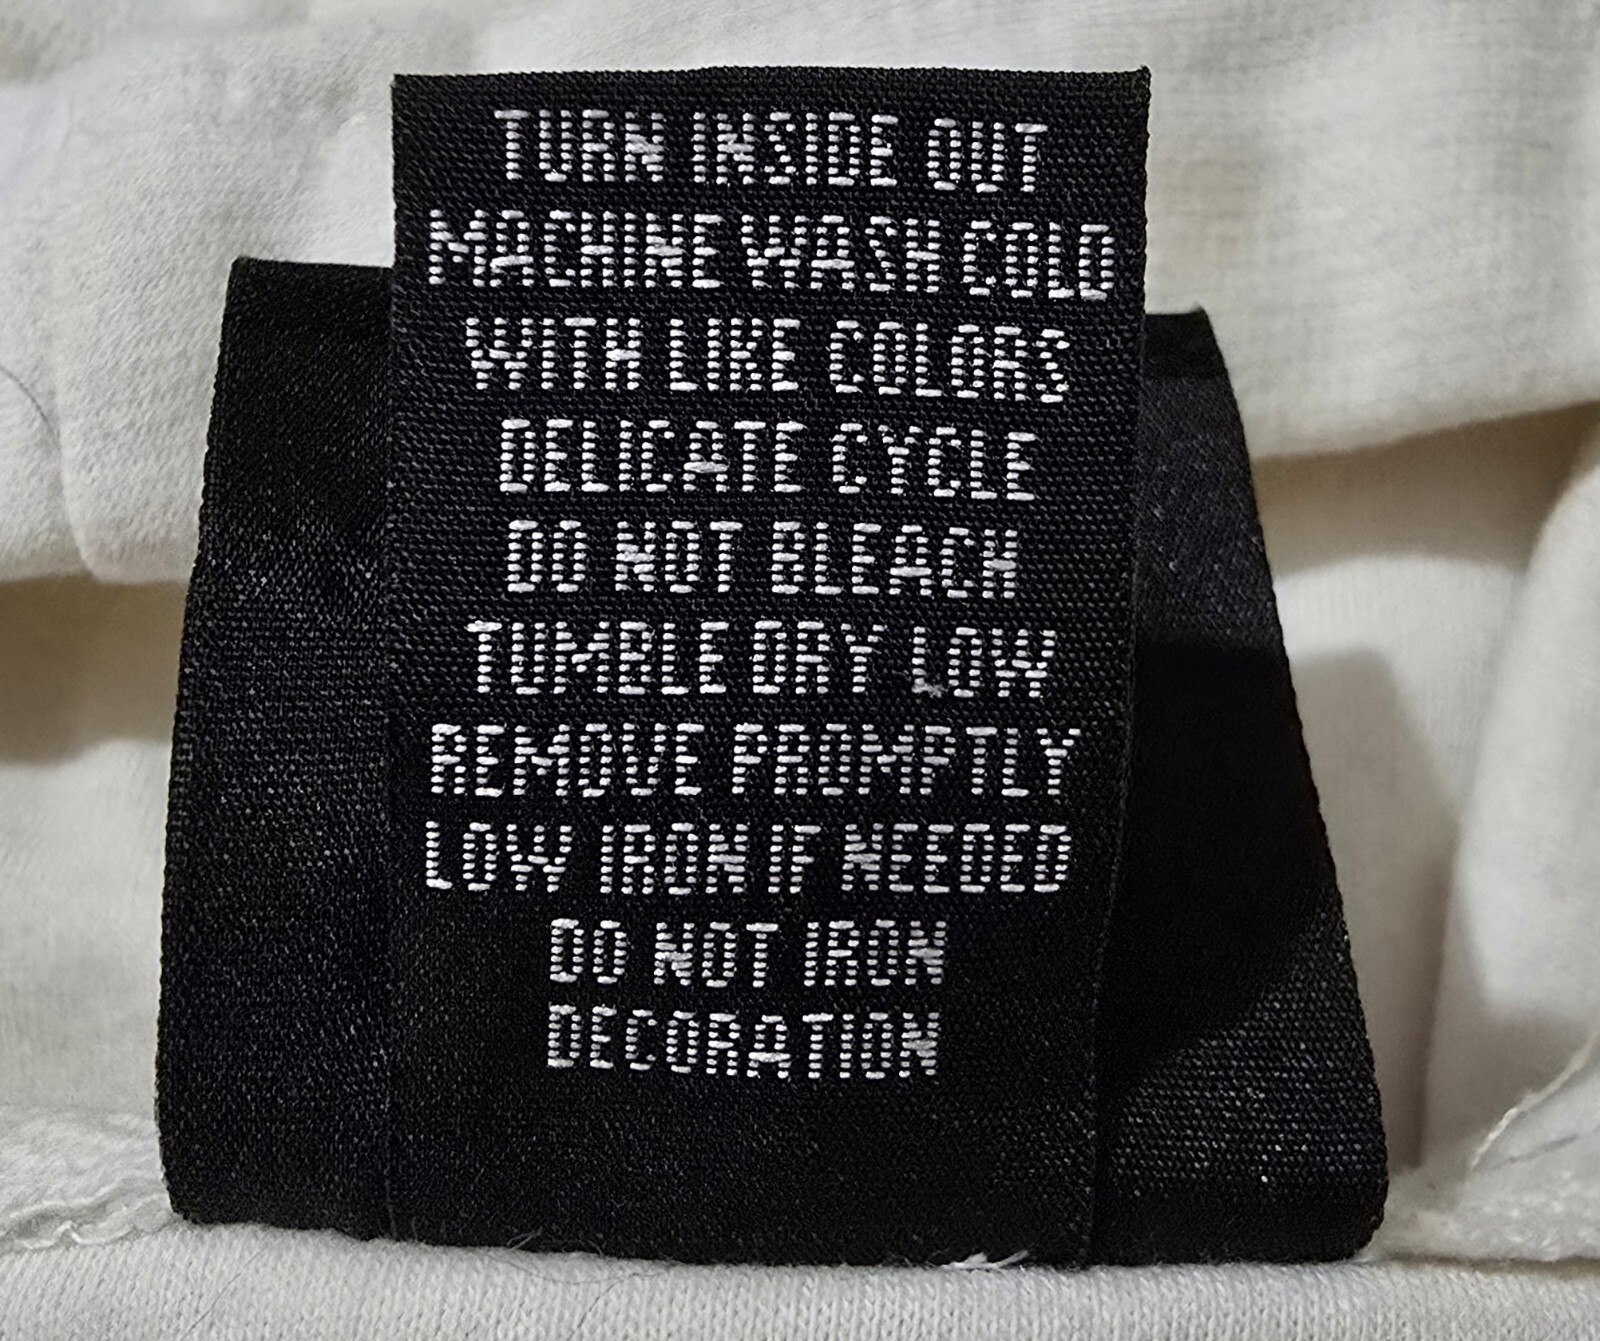 TURN INSIDE OUT
MACHINE WASH COLD
WITH LIKE COLORS
DELICATE CYCLE
DO NOT BLEACH
TUMBLE DRY LOW
REMOVE PROMPTLY
LOW IRON IF NEEDED
DO NOT IRON
DECORATION